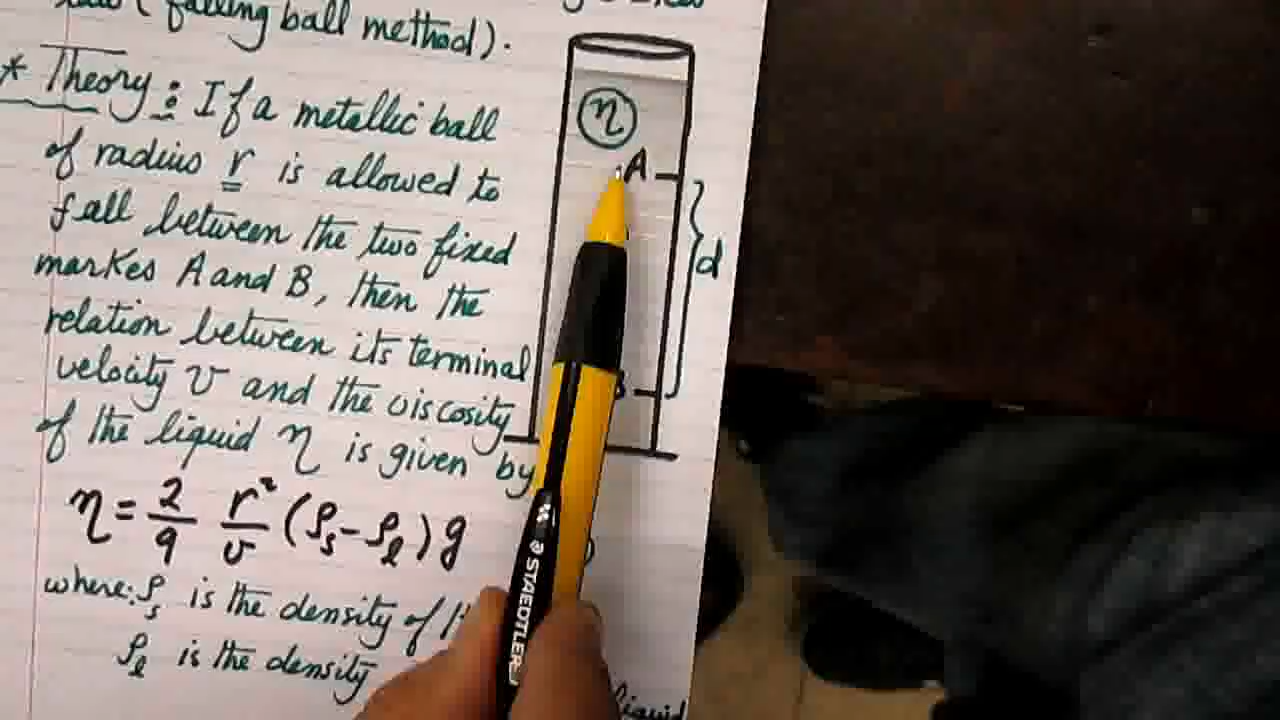 (falling ball method).
* Theory: If a metallic ball
of radius r is allowed to
fall between the two fixed
markes A and B, then the
relation between its terminal
velocity v and the viscosity
of the liquid η is given by
η = 2/9 r²/v (ρs - ρl) g
where: ρs is the density of
ρl is the density
liquid
η
A
d
B
STAEDTLER